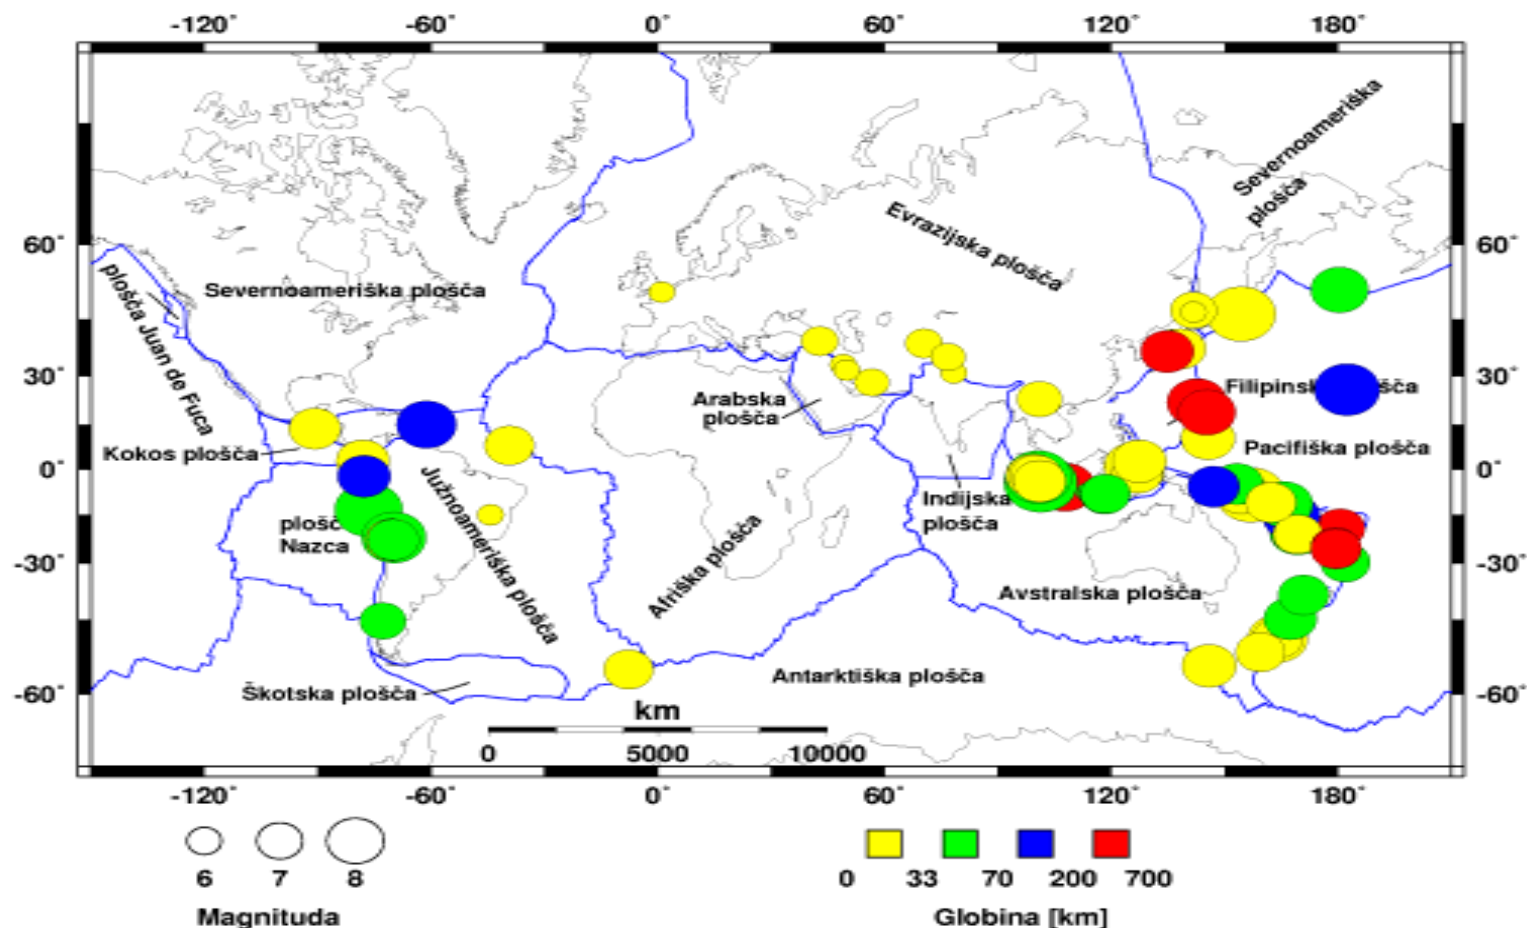 -120° -60° 0° 60° 120° 180°
60° 60°
30° 30°
0° 0°
-30° -30°
-60° -60°
Severnoameriška
plošča
Evrazijska plošča
Severnoameriška plošča
plošča Juan de Fuca
Arabska
plošča
Kokos plošča
Pacifiška plošča
Južnoameriška plošča
Indijska
plošča
Nazca
Afriška plošča
Avstralska plošča
Antarktiška plošča
Škotska plošča
km
0 5000 10000
-120° -60° 0° 60° 120° 180°
6 7 8
Magnituda
0 33 70 200 700
Globina [km]